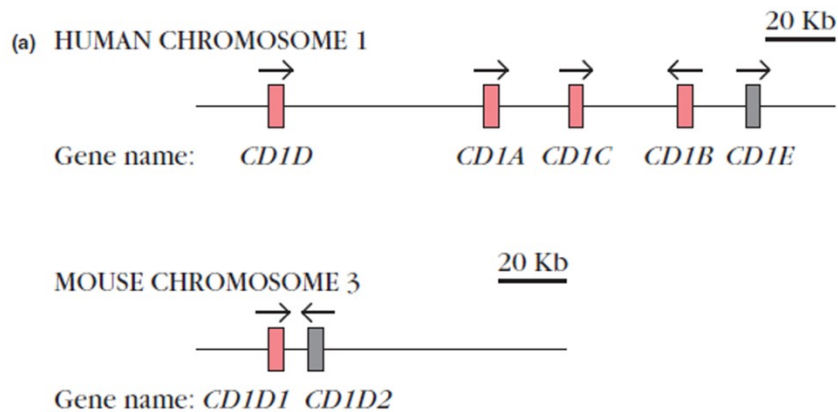 20 Kb
(a) HUMAN CHROMOSOME 1
Gene name: CD1D CD1A CD1C CD1B CD1E
20 Kb
MOUSE CHROMOSOME 3
Gene name: CD1D1 CD1D2